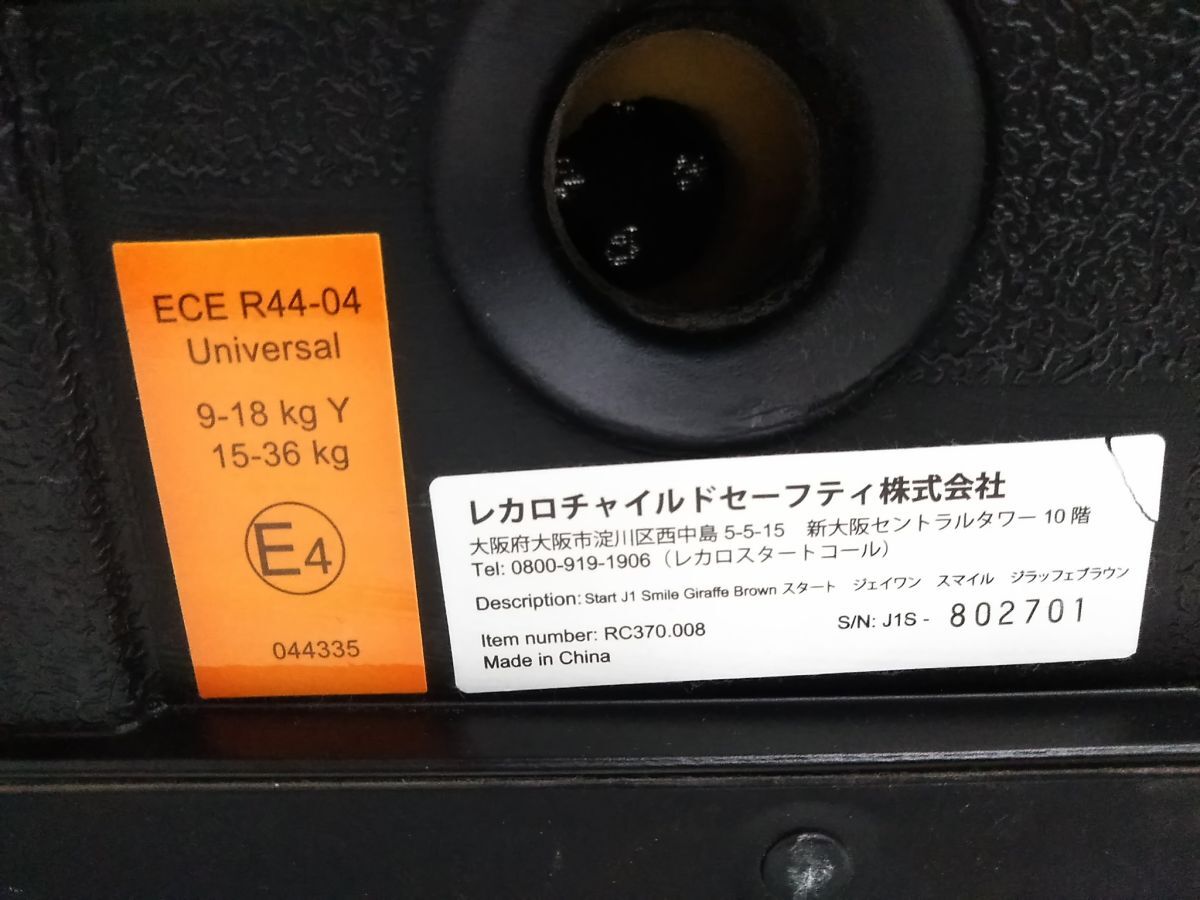 ECE R44-04
Universal
9-18 kg Y
15-36 kg
E4
044335
レカロチャイルドセーフティ株式会社
大阪府大阪市淀川区西中島 5-5-15 新大阪セントラルタワー 10 階
Tel: 0800-919-1906（レカロスタートコール）
Description: Start J1 Smile Giraffe Brown スタート ジェイワン スマイル ジラッフェブラウン
Item number: RC370.008 S/N: J1S - 802701
Made in China